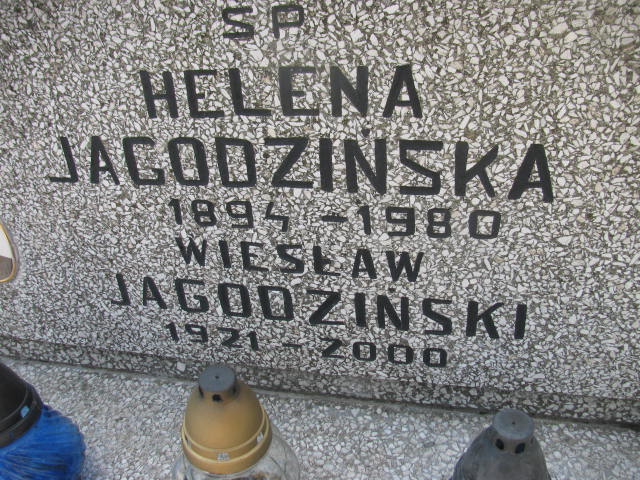 SP
HELENA
JAGODZIŃSKA
1894 - 1980
WIESŁAW
JAGODZIŃSKI
1921 - 2000